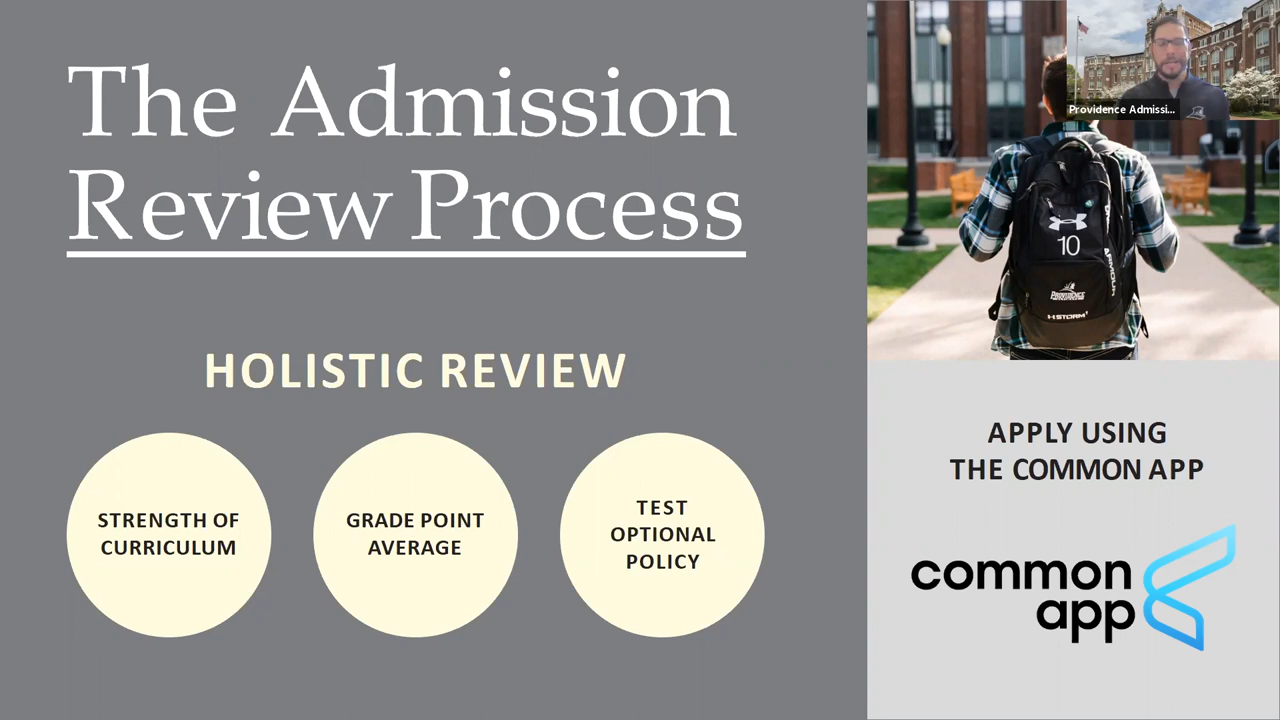 The Admission
Review Process
HOLISTIC REVIEW
STRENGTH OF
CURRICULUM
GRADE POINT
AVERAGE
TEST
OPTIONAL
POLICY
Providence Admissi...
10
ARMOUR
PROVIDENCE
STORM
APPLY USING
THE COMMON APP
common
app